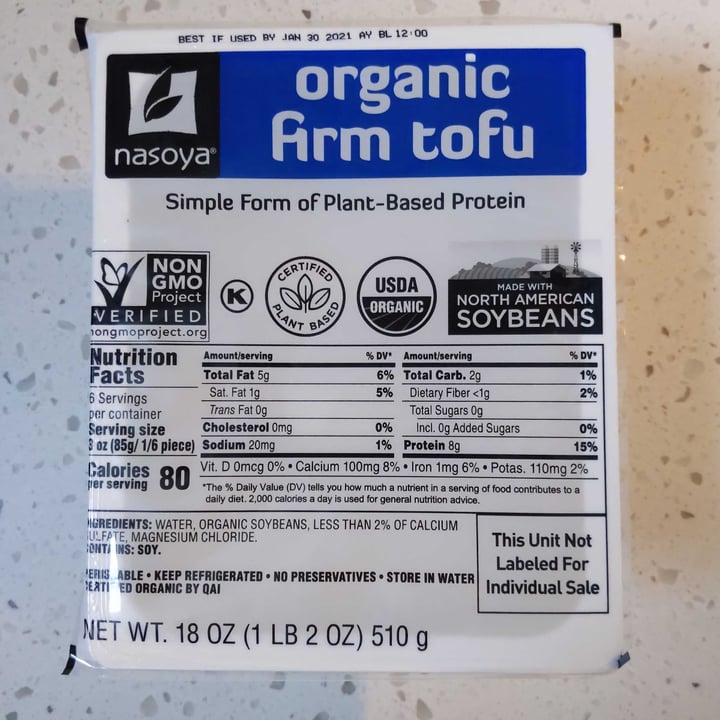 BEST IF USED BY JAN 30 2021 AY BL 12:00
nasoya®
organic
firm tofu
Simple Form of Plant-Based Protein
NON
GMO
Project
VERIFIED
nongmoproject.org
K
CERTIFIED
PLANT BASED
USDA
ORGANIC
MADE WITH
NORTH AMERICAN
SOYBEANS
Nutrition
Facts
6 Servings
per container
Serving size
3 oz (85g/ 1/6 piece)
Calories
per serving 80
Amount/serving % DV*
Total Fat 5g 6%
Sat. Fat 1g 5%
Trans Fat 0g
Cholesterol 0mg 0%
Sodium 20mg 1%
Amount/serving % DV*
Total Carb. 2g 1%
Dietary Fiber <1g 2%
Total Sugars 0g
Incl. 0g Added Sugars 0%
Protein 8g 15%
Vit. D 0mcg 0% • Calcium 100mg 8% • Iron 1mg 6% • Potas. 110mg 2%
*The % Daily Value (DV) tells you how much a nutrient in a serving of food contributes to a
daily diet. 2,000 calories a day is used for general nutrition advice.
INGREDIENTS: WATER, ORGANIC SOYBEANS, LESS THAN 2% OF CALCIUM
SULFATE, MAGNESIUM CHLORIDE.
CONTAINS: SOY.
PERISHABLE • KEEP REFRIGERATED • NO PRESERVATIVES • STORE IN WATER
CERTIFIED ORGANIC BY QAI
This Unit Not
Labeled For
Individual Sale
NET WT. 18 OZ (1 LB 2 OZ) 510 g